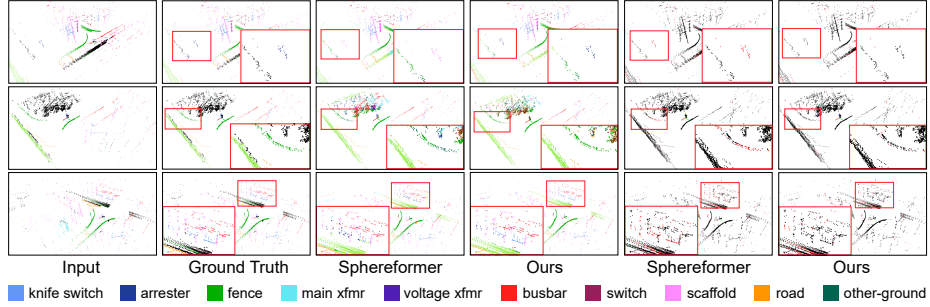 Input Ground Truth Sphereformer Ours Sphereformer Ours
knife switch arrester fence main xfmr voltage xfmr busbar switch scaffold road other-ground